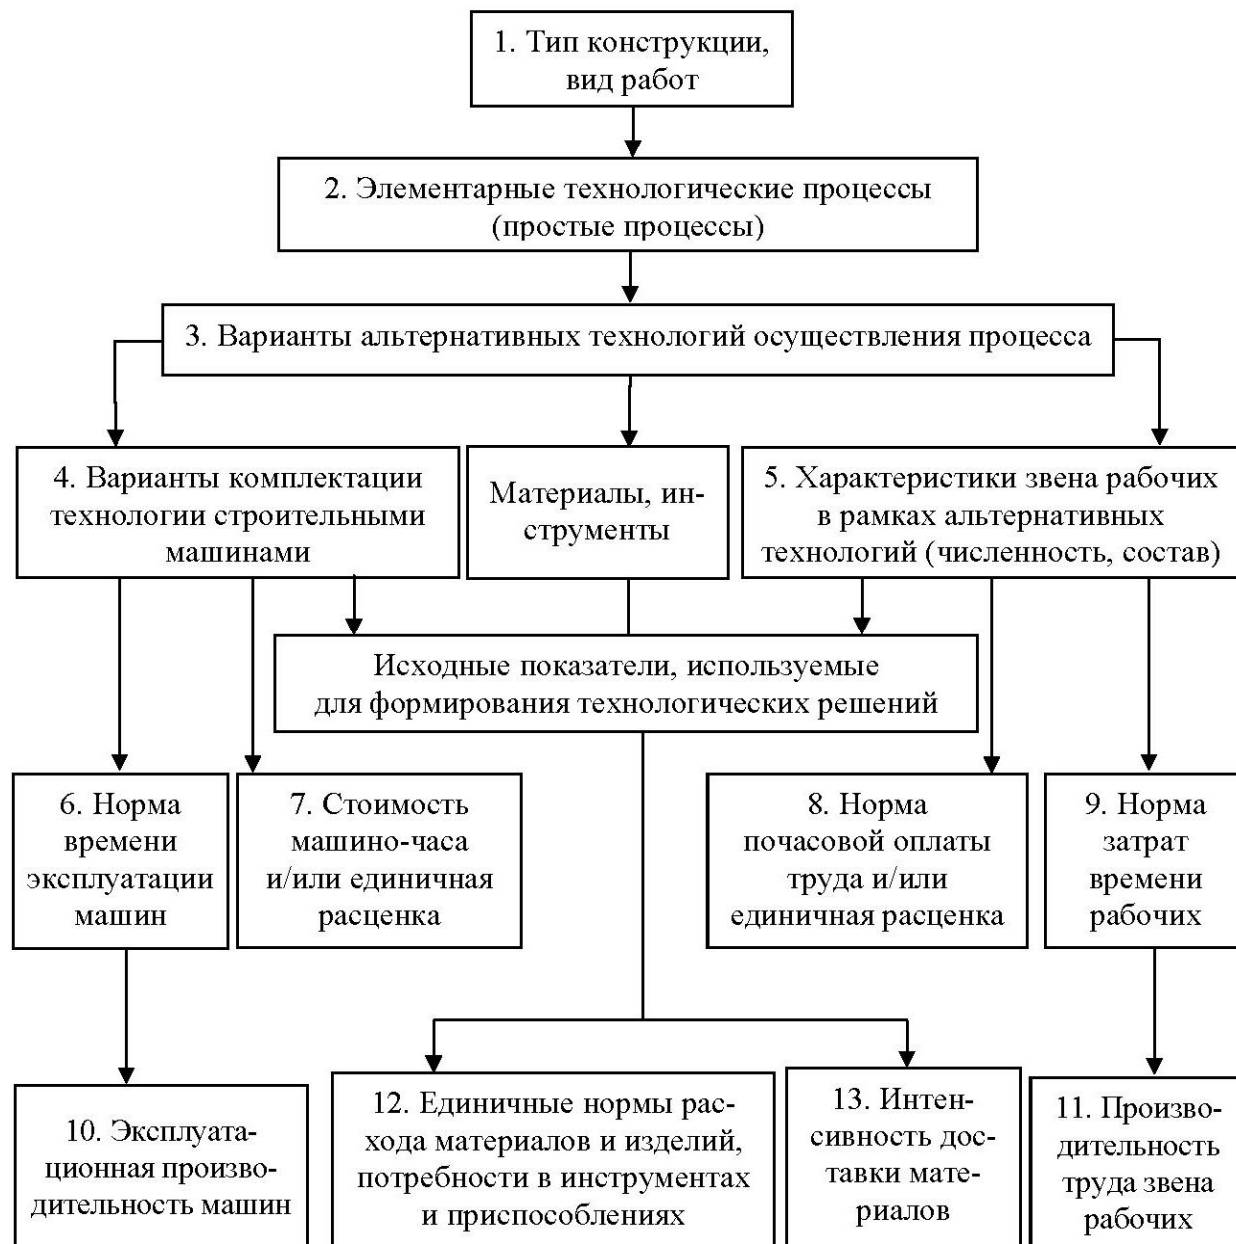 1. Тип конструкции,
вид работ
2. Элементарные технологические процессы
(простые процессы)
3. Варианты альтернативных технологий осуществления процесса
4. Варианты комплектации
технологии строительными
машинами
Материалы, ин-
струменты
5. Характеристики звена рабочих
в рамках альтернативных
технологий (численность, состав)
Исходные показатели, используемые
для формирования технологических решений
6. Норма
времени
эксплуатации
машин
7. Стоимость
машино-часа
и/или единичная
расценка
8. Норма
почасовой оплаты
труда и/или
единичная расценка
9. Норма
затрат
времени
рабочих
10. Эксплуата-
ционная произво-
дительность машин
12. Единичные нормы рас-
хода материалов и изделий,
потребности в инструментах
и приспособлениях
13. Интен-
сивность дос-
тавки мате-
риалов
11. Произво-
дительность
труда звена
рабочих